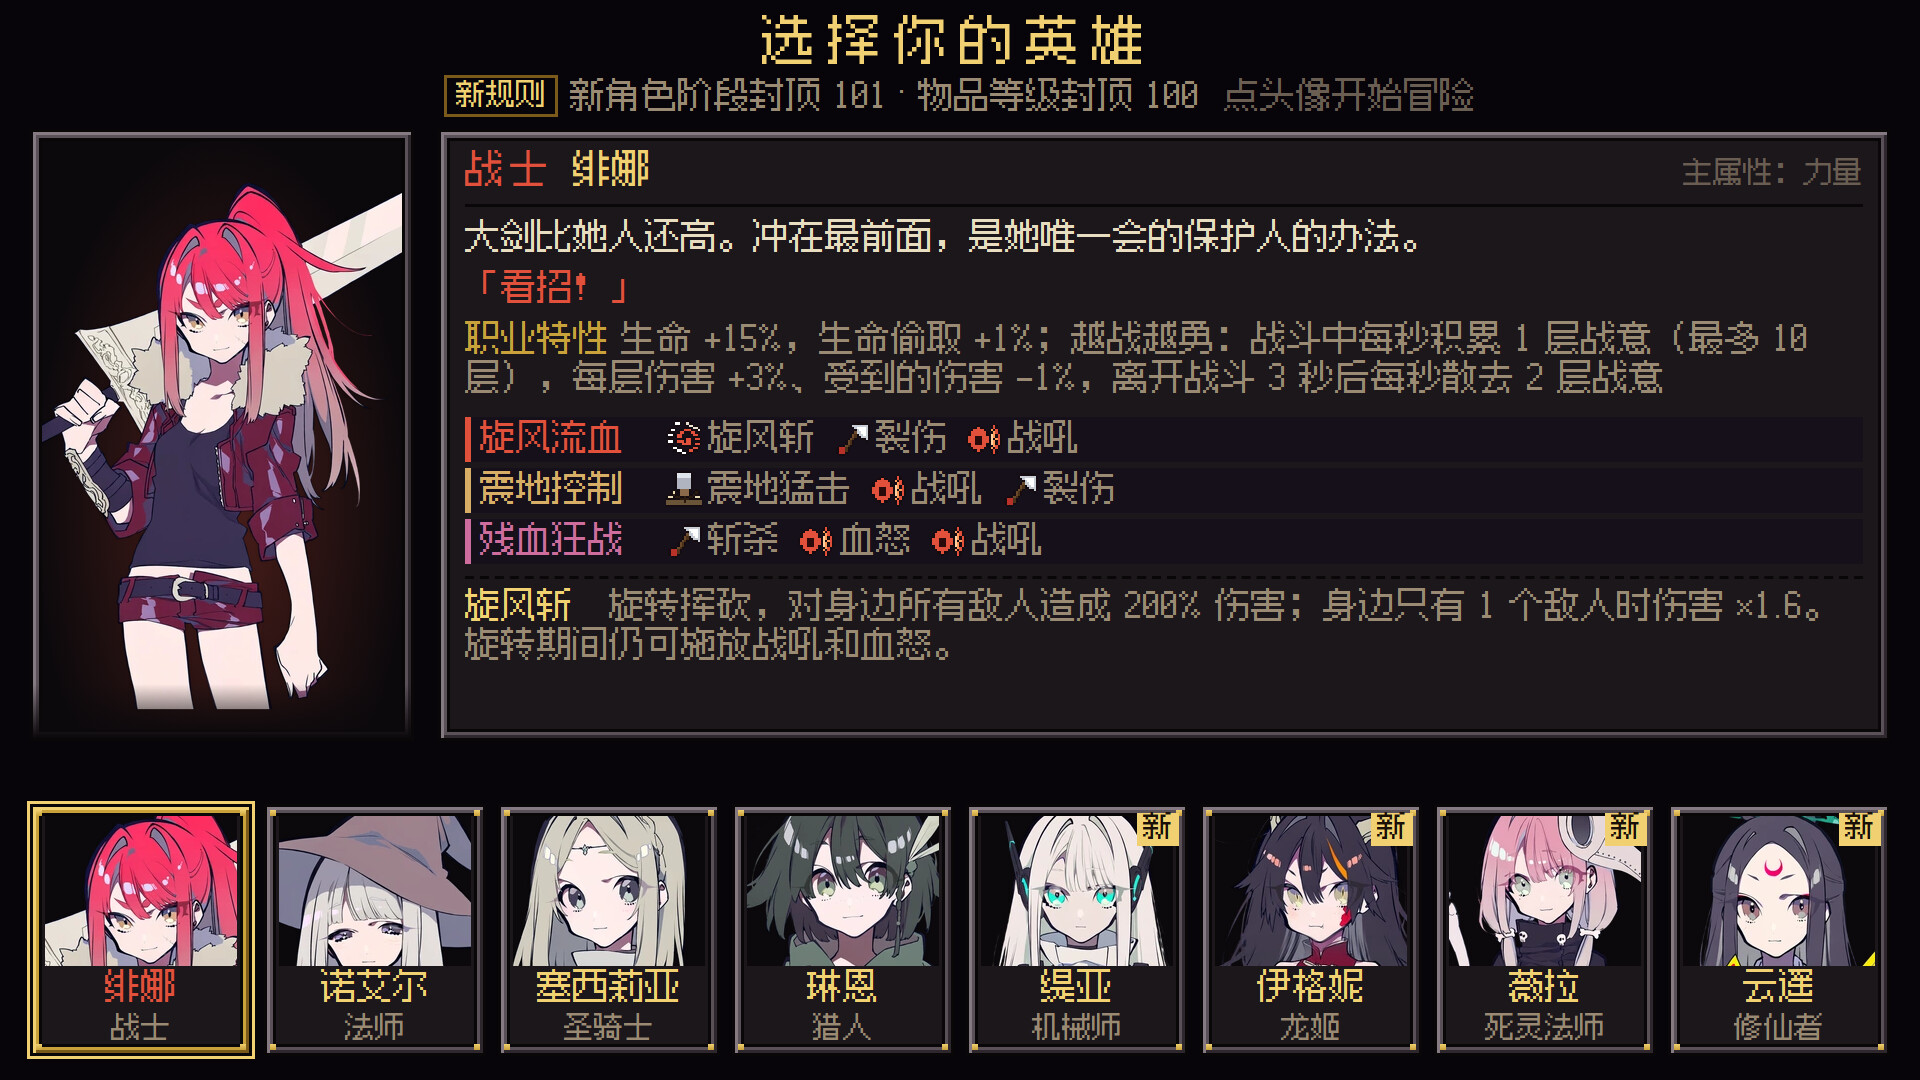 选择你的英雄
新规则 新角色阶段封顶 101 · 物品等级封顶 100 点头像开始冒险
战士 绯娜 主属性：力量
大剑比她人还高。冲在最前面，是她唯一会的保护人的办法。
「看招！」
职业特性 生命 +15%，生命偷取 +1%；越战越勇：战斗中每秒积累 1 层战意（最多 10
层），每层伤害 +3%、受到的伤害 -1%，离开战斗 3 秒后每秒散去 2 层战意
旋风流血 旋风斩 裂伤 战吼
震地控制 震地猛击 战吼 裂伤
残血狂战 斩杀 血怒 战吼
旋风斩 旋转挥砍，对身边所有敌人造成 200% 伤害；身边只有 1 个敌人时伤害 ×1.6。
旋转期间仍可施放战吼和血怒。
绯娜
战士
诺艾尔
法师
塞西莉亚
圣骑士
琳恩
猎人
新
缇亚
机械师
新
伊格妮
龙姬
新
薇拉
死灵法师
新
云遥
修仙者